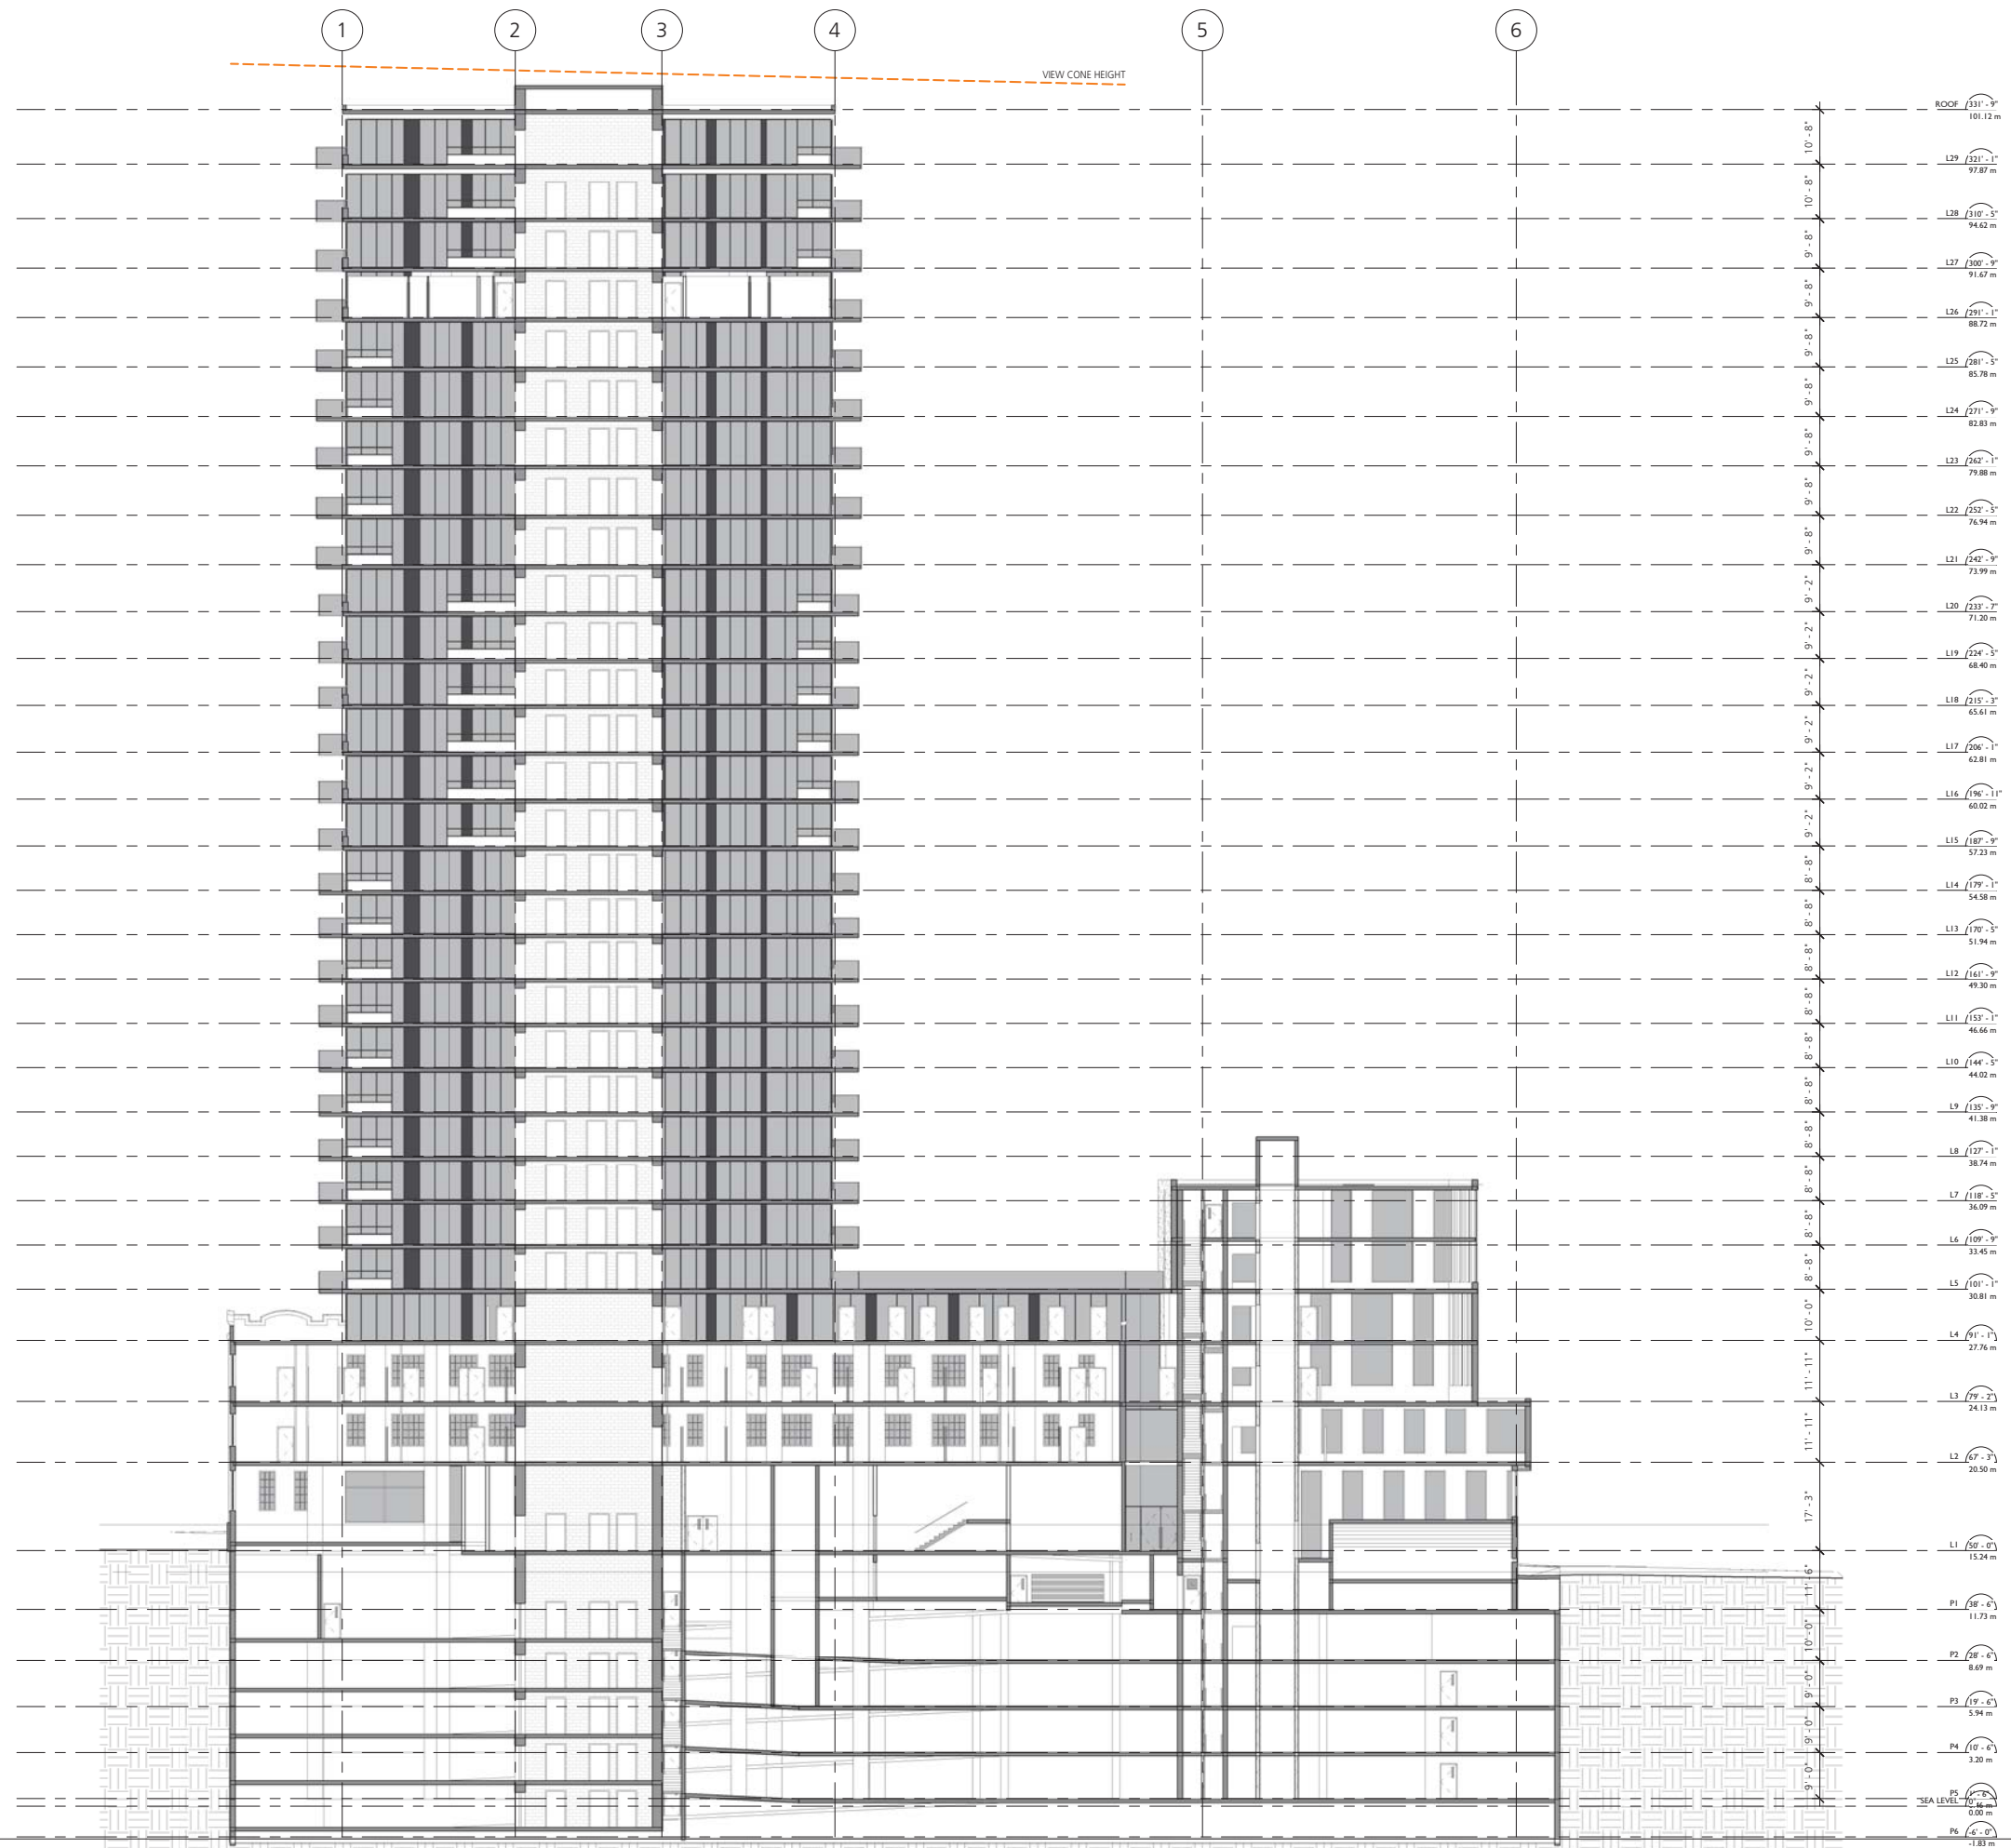 1 2 3 4 5 6
VIEW CONE HEIGHT
ROOF 331' - 9"
101.12 m
10' - 8"
L29 321' - 1"
97.87 m
10' - 8"
L28 310' - 5"
94.62 m
9' - 8"
L27 300' - 9"
91.67 m
9' - 8"
L26 291' - 1"
88.72 m
9' - 8"
L25 281' - 5"
85.78 m
9' - 8"
L24 271' - 9"
82.83 m
9' - 8"
L23 262' - 1"
79.88 m
9' - 8"
L22 252' - 5"
76.94 m
9' - 8"
L21 242' - 9"
73.99 m
9' - 2"
L20 233' - 7"
71.20 m
9' - 2"
L19 224' - 5"
68.40 m
9' - 2"
L18 215' - 3"
65.61 m
9' - 2"
L17 206' - 1"
62.81 m
9' - 2"
L16 196' - 11"
60.02 m
9' - 2"
L15 187' - 9"
57.23 m
8' - 8"
L14 179' - 1"
54.58 m
8' - 8"
L13 170' - 5"
51.94 m
8' - 8"
L12 161' - 9"
49.30 m
8' - 8"
L11 153' - 1"
46.66 m
8' - 8"
L10 144' - 5"
44.02 m
8' - 8"
L9 135' - 9"
41.38 m
8' - 8"
L8 127' - 1"
38.74 m
8' - 8"
L7 118' - 5"
36.09 m
8' - 8"
L6 109' - 9"
33.45 m
8' - 8"
L5 101' - 1"
30.81 m
10' - 0"
L4 91' - 1"
27.76 m
11' - 11"
L3 79' - 2"
24.13 m
11' - 11"
L2 67' - 3"
20.50 m
17' - 3"
L1 50' - 0"
15.24 m
11' - 6"
P1 38' - 6"
11.73 m
10' - 0"
P2 28' - 6"
8.69 m
9' - 0"
P3 19' - 6"
5.94 m
9' - 0"
P4 10' - 6"
3.20 m
9' - 0"
P5
SEA LEVEL
0.00 m
P6 -6' - 0"
-1.83 m